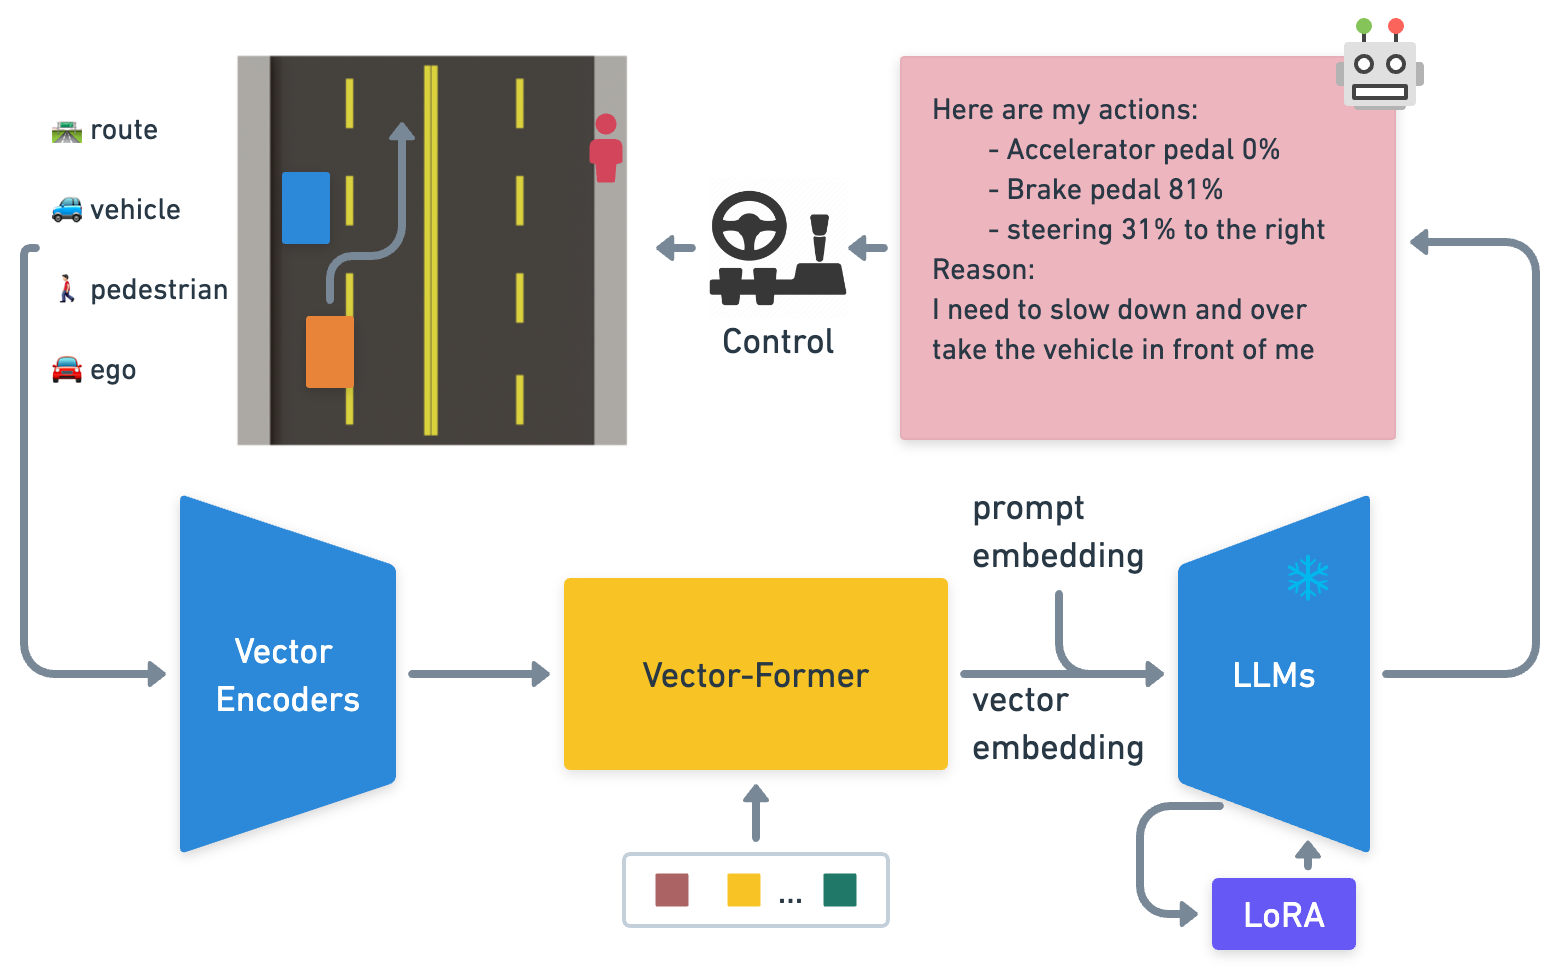 route
vehicle
pedestrian
ego
Control
Here are my actions:
- Accelerator pedal 0%
- Brake pedal 81%
- steering 31% to the right
Reason:
I need to slow down and over
take the vehicle in front of me
Vector
Encoders
Vector-Former
...
prompt
embedding
vector
embedding
LLMs
LoRA